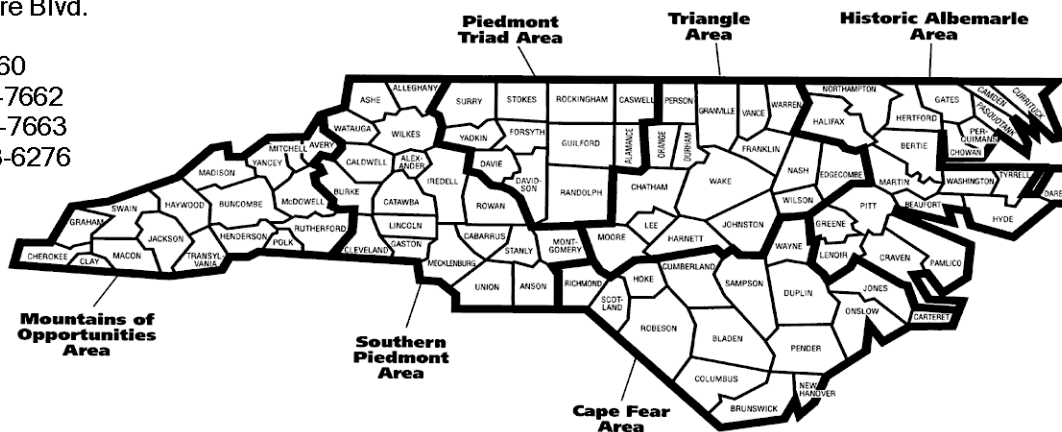 re Blvd.
60
-7662
-7663
3-6276
Piedmont
Triad Area
Triangle
Area
Historic Albemarle
Area
ALLEGHANY
ASHE
SURRY
STOKES
ROCKINGHAM
CASWELL
PERSON
GRANVILLE
VANCE
WARREN
NORTHAMPTON
GATES
CAMDEN
CURRITUCK
PASQUOTANK
PER-
QUIMANS
CHOWAN
HERTFORD
HALIFAX
BERTIE
WATAUGA
WILKES
YADKIN
FORSYTH
GUILFORD
ALAMANCE
ORANGE
DURHAM
FRANKLIN
NASH
EDGECOMBE
MARTIN
WASHINGTON
TYRRELL
DARE
MITCHELL
AVERY
YANCEY
MADISON
CALDWELL
ALEX-
ANDER
IREDELL
DAVIE
DAVID-
SON
RANDOLPH
CHATHAM
WAKE
WILSON
PITT
BEAUFORT
HYDE
BURKE
McDOWELL
CATAWBA
ROWAN
SWAIN
HAYWOOD
BUNCOMBE
GRAHAM
JACKSON
HENDERSON
RUTHERFORD
POLK
CLEVELAND
LINCOLN
GASTON
CABARRUS
STANLY
MONT-
GOMERY
MOORE
LEE
HARNETT
JOHNSTON
WAYNE
GREENE
LENOIR
CRAVEN
PAMLICO
CHEROKEE
CLAY
MACON
TRANSYL-
VANIA
MECKLENBURG
UNION
ANSON
RICHMOND
SCOT-
LAND
HOKE
CUMBERLAND
SAMPSON
DUPLIN
JONES
ONSLOW
CARTERET
ROBESON
BLADEN
PENDER
COLUMBUS
NEW
HANOVER
BRUNSWICK
Mountains of
Opportunities
Area
Southern
Piedmont
Area
Cape Fear
Area